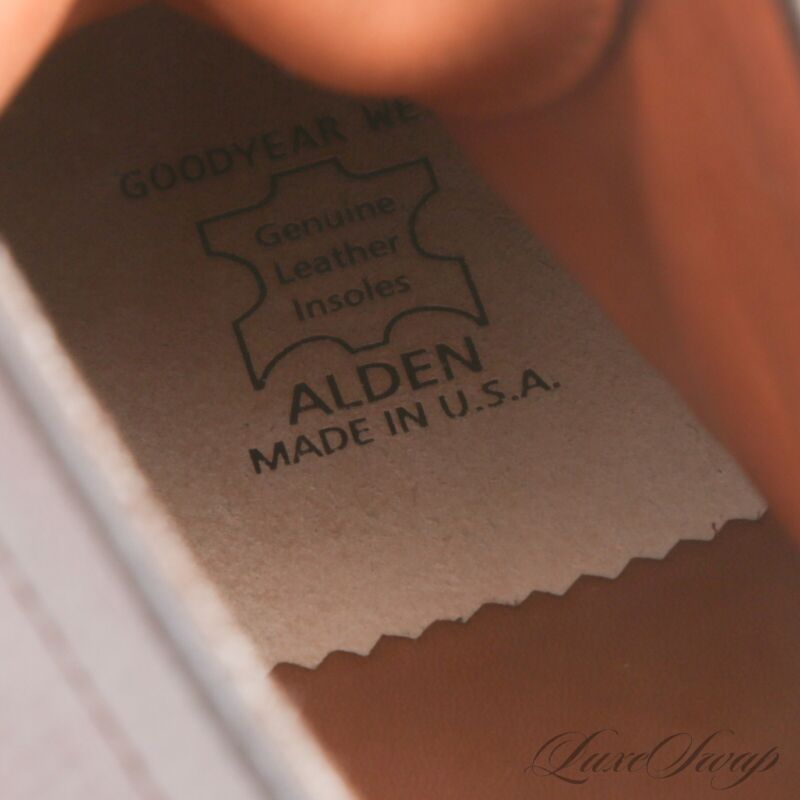 GOODYEAR WE
Genuine
Leather
Insoles
ALDEN
MADE IN U.S.A.
LuxeSwap